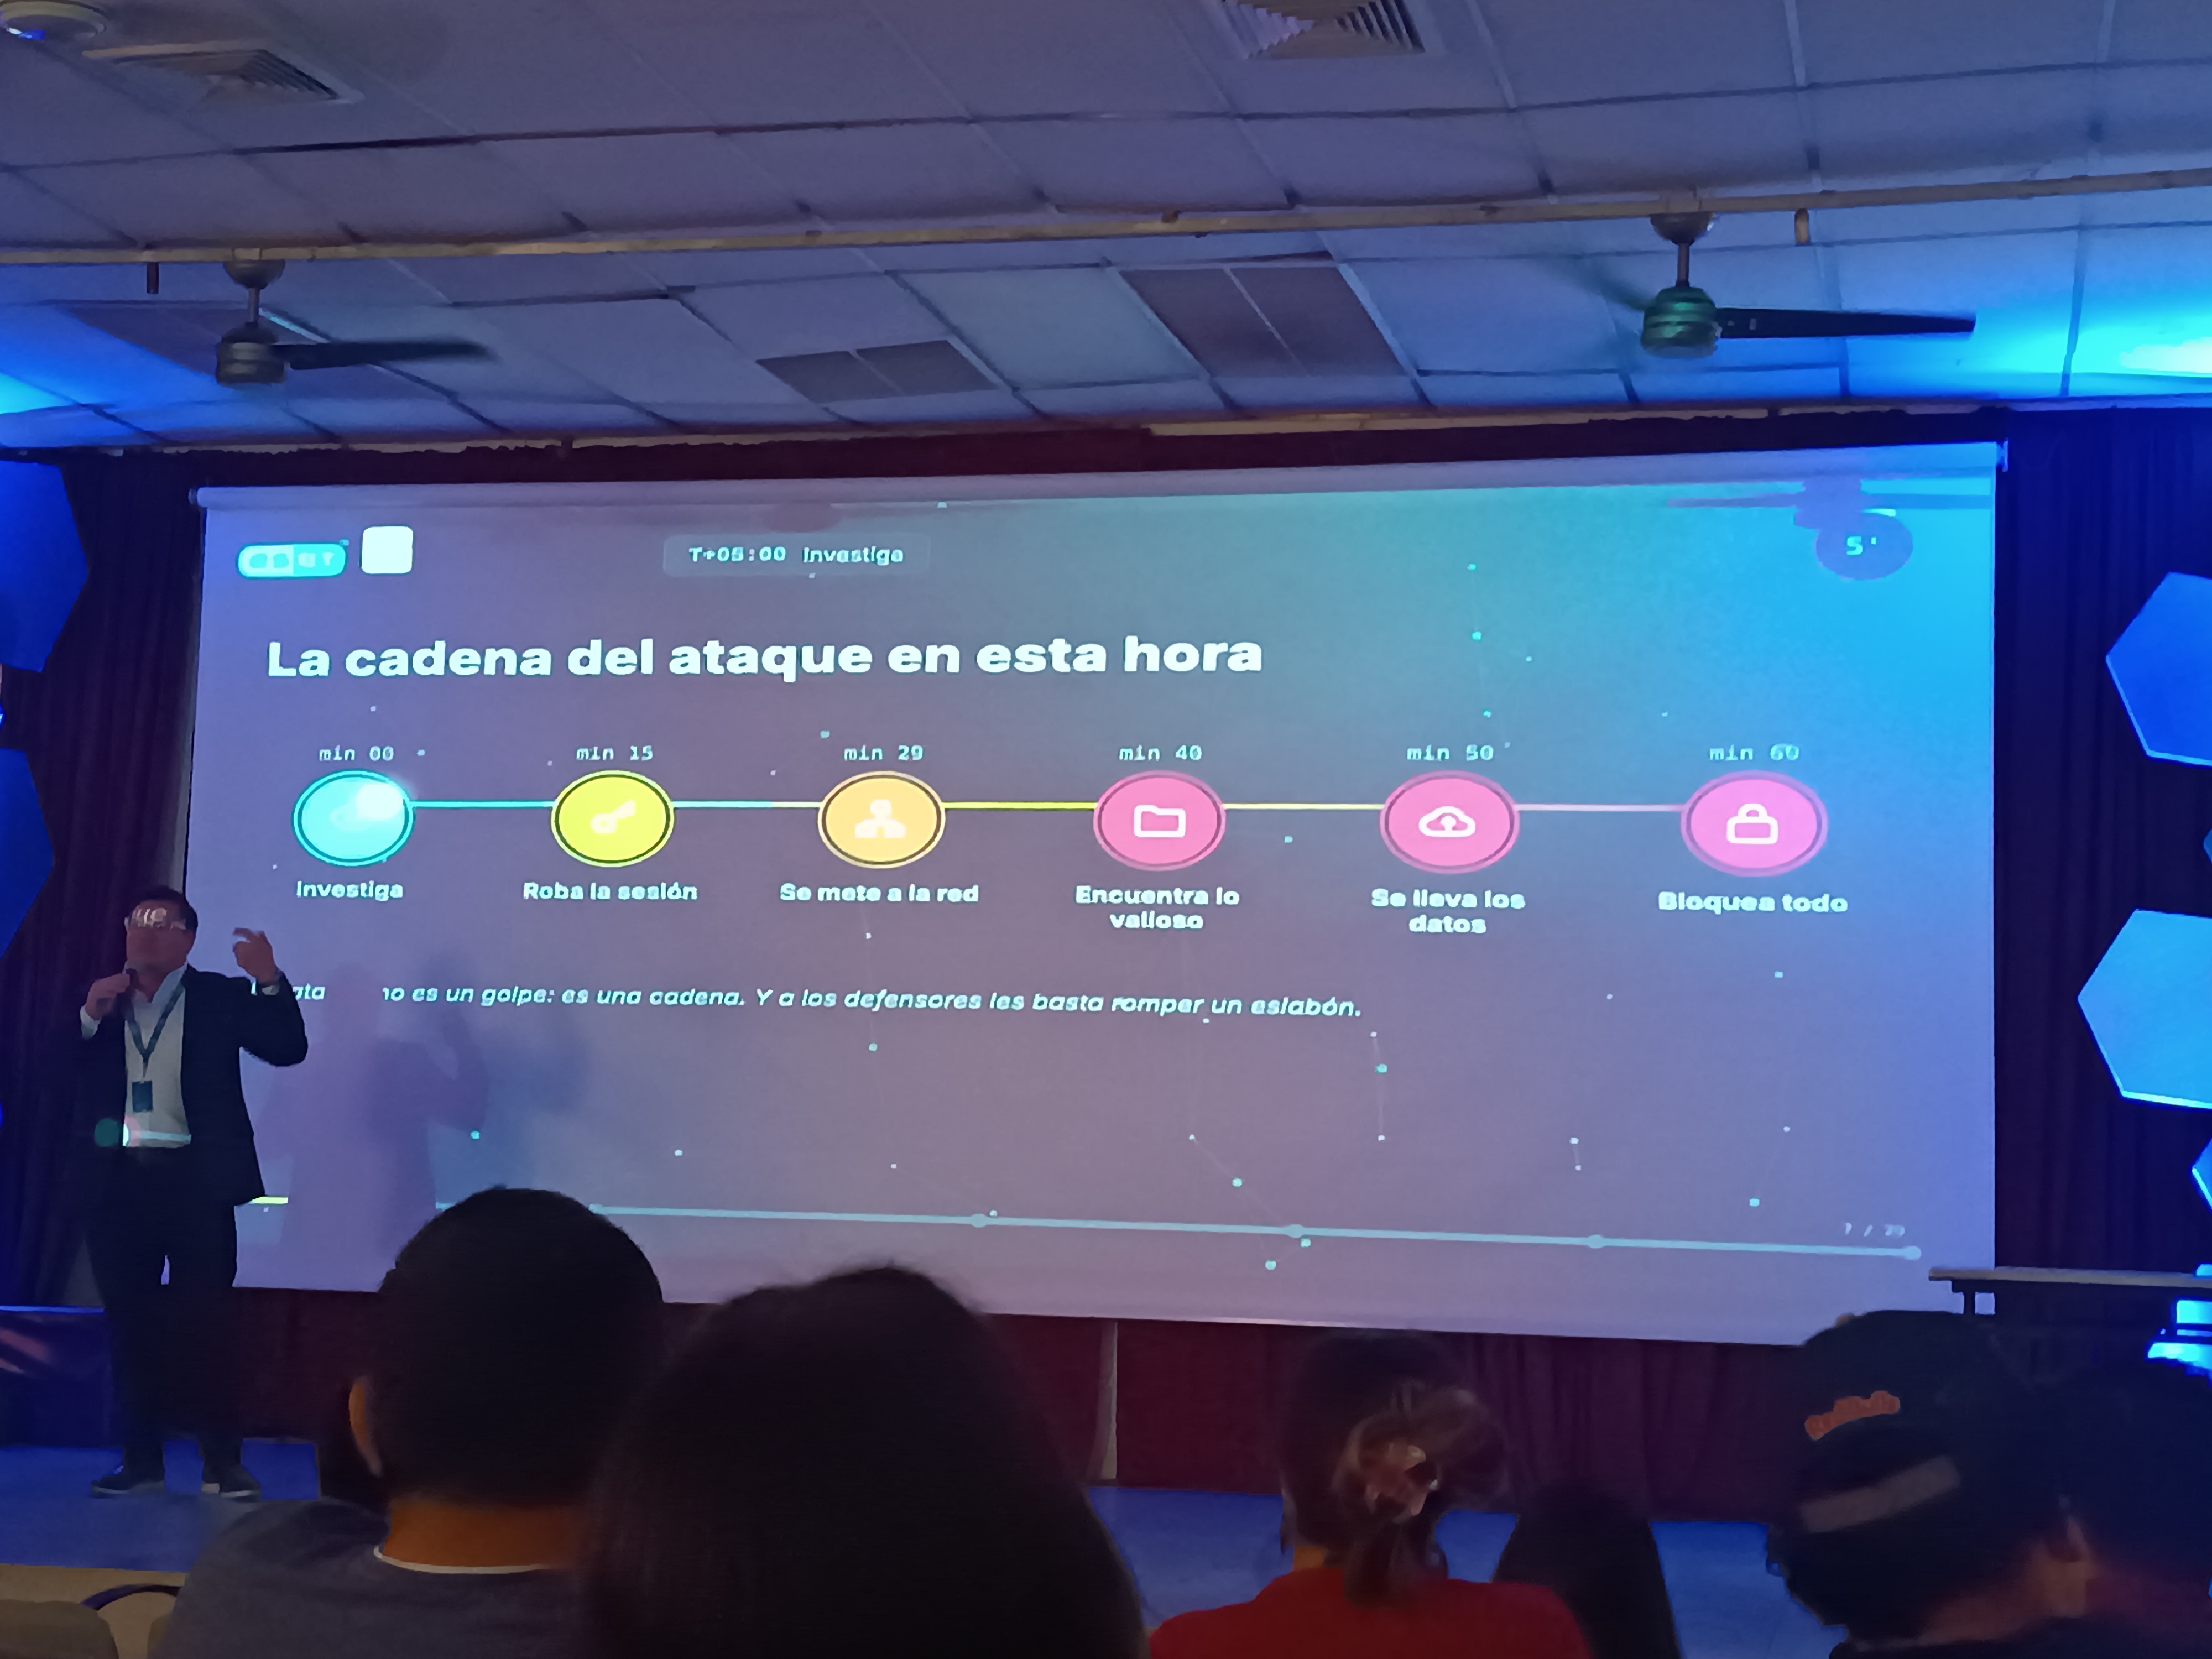 T+05:00 Investiga
5'
La cadena del ataque en esta hora
min 00 min 15 min 29 min 40 min 50 min 60
Investiga Roba la sesión Se mete a la red Encuentra lo valioso Se lleva los datos Bloquea todo
no es un golpe: es una cadena. Y a los defensores les basta romper un eslabón.